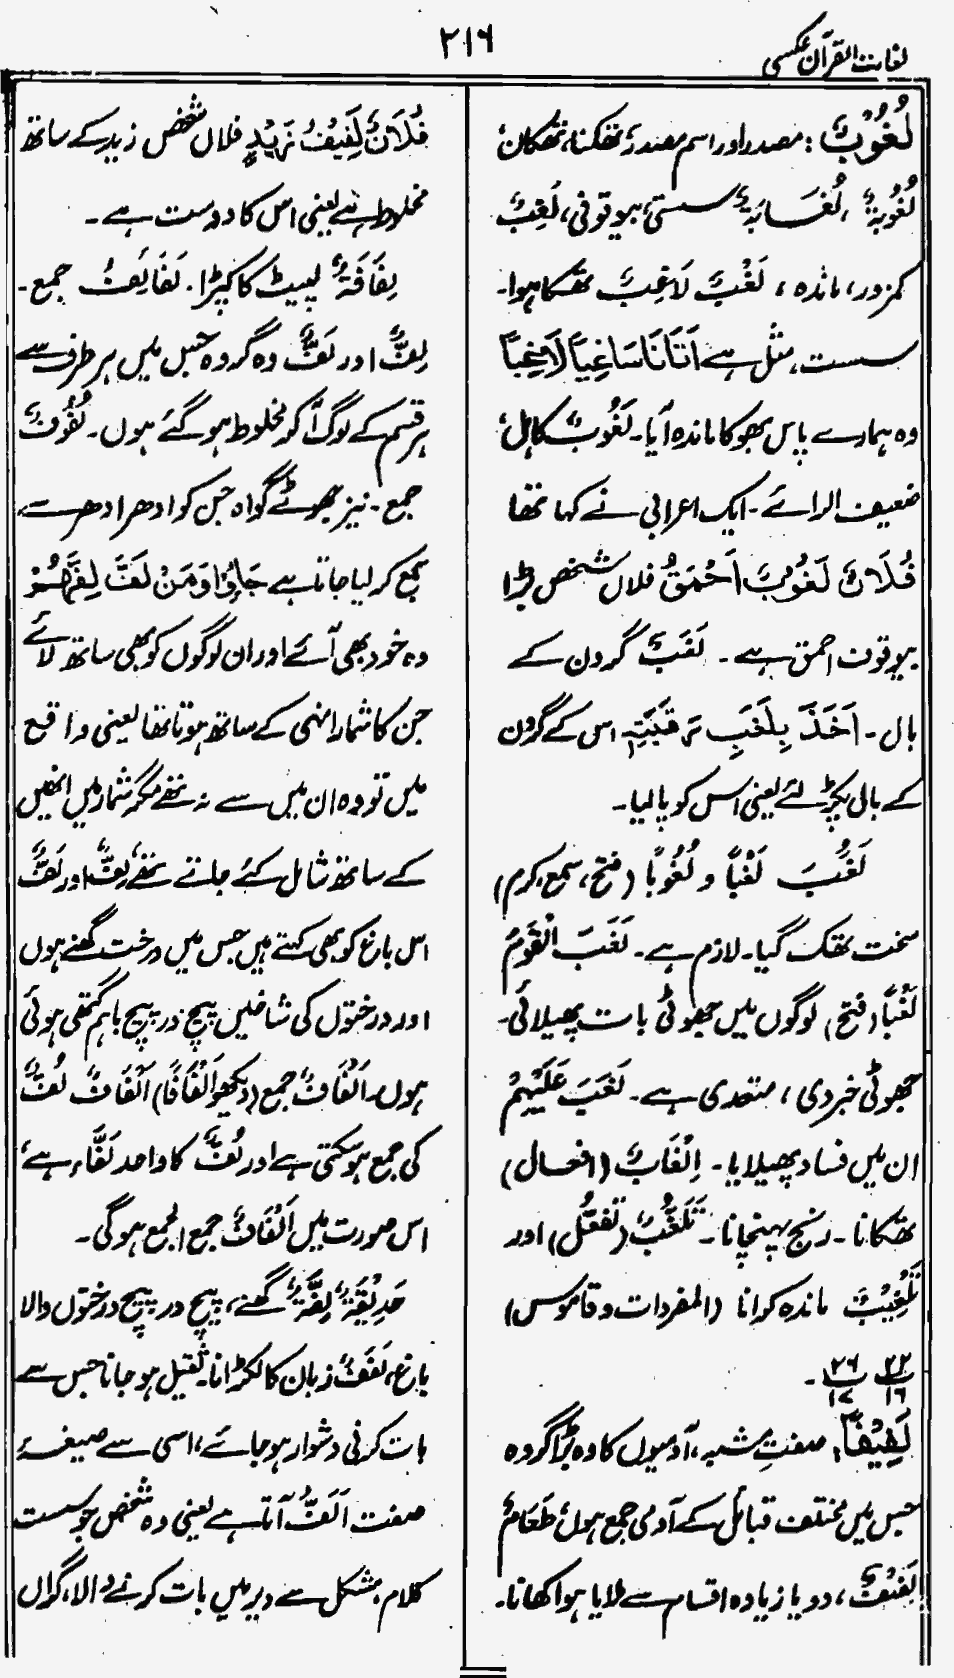 لغات القرآن عکسی
۲۱۶
لُغُوْبٌ : مصدر اور اسم مصدر، تھکنا، تھکان،
لُغُوْبَةٌ، لُغَابَةٌ سستی، بیوقوفی، لَغِبٌ
کمزور، ماندہ، لَغْبٌ لَاغِبٌ تھکا ہوا۔
سست، مثل ہے اَتَانَا سَاغِبًا لَاغِبًا
وہ ہمارے پاس بھوکا ماندہ آیا۔ لَغُوبٌ کاہل،
ضعیف الرائے۔ ایک اعرابی نے کہا تھا
فُلَانٌ لَغُوْبٌ اَحْمَقُ فلاں شخص بڑا
بیوقوف احمق ہے۔ لَغَبٌ گردن کے
بال۔ اَخَذَ بِلَغَبِ رَقَبَتِهٖ اس کے گردن
کے بال پکڑ لئے یعنی اس کو پا لیا۔
لَغَبَ لَغْبًا و لُغُوبًا (فتح، سمع، کرم)
سخت تھک گیا۔ لازم ہے۔ لَغَبَ الْقَوْمَ
لَغْبًا (فتح) لوگوں میں جھوٹی بات پھیلائی۔
جھوٹی خبر دی، متعدی ہے۔ لَغَبَ عَلَيْهِمْ
ان میں فساد پھیلایا۔ اِلْغَابٌ (افعال)
تھکانا۔ رنج پہنچانا۔ تَلَغُّبٌ (تفعّل) اور
تَلْغِيْبٌ ماندہ کرانا (المفردات و قاموس)
۲۲/۱۶ ۲۶/۱۷۔
لَفِيْفًا، صفتِ مشبہ، آدمیوں کا وہ بڑا گروہ
جس میں مختلف قبائل کے آدمی جمع ہوں، طَعَامٌ
لَفِيْفٌ، دو یا زیادہ اقسام سے ملایا ہوا کھانا۔
فُلَانٌ لَفِيْفُ زَيْدٍ فلاں شخص زید کے ساتھ
مخلوط ہے یعنی اس کا دوست ہے۔
لِفَافَةٌ لپیٹ کا کپڑا۔ لَفَائِفُ جمع۔
لِفٌّ اور لَفٌّ وہ گروہ جس میں ہر طرف سے
ہر قسم کے لوگ آ کر مخلوط ہو گئے ہوں۔ لُفُوْفٌ
جمع۔ نیز جھوٹے گواہ جن کو ادھر ادھر سے
جمع کر لیا جاتا ہے جَاءُوْا وَمَنْ لَفَّ لِفَّهُمْ
وہ خود بھی آئے اور ان لوگوں کو بھی ساتھ لائے
جن کا شمار انہی کے ساتھ ہوتا تھا یعنی واقع
میں تو وہ ان میں سے نہ تھے مگر شمار میں انھیں
کے ساتھ شامل کئے جاتے تھے، لِفٌّ اور لَفٌّ
اس باغ کو بھی کہتے ہیں جس میں درخت گھنے ہوں
اور درختوں کی شاخیں پیچ در پیچ باہم گتھی ہوئی
ہوں۔ اَلْفَافٌ جمع (دیکھو اَلْفَافًا) اَلْفَافٌ لُفٌّ
کی جمع ہو سکتی ہے اور لُفٌّ کا واحد لَفَّاء ہے،
اس صورت میں اَلْفَافٌ جمع الجمع ہوگی۔
حَدِيْقَةٌ لِفَّةٌ گھنے، پیچ در پیچ درختوں والا
باغ، لَفَفٌ زبان کا لکڑانا۔ ثقیل ہو جانا جس سے
بات کرنی دشوار ہو جائے، اسی سے صیغۂ
صفت اَلَفُّ آتا ہے یعنی وہ شخص جو سست
کلام، مشکل سے دیر میں بات کرنے والا، گراں